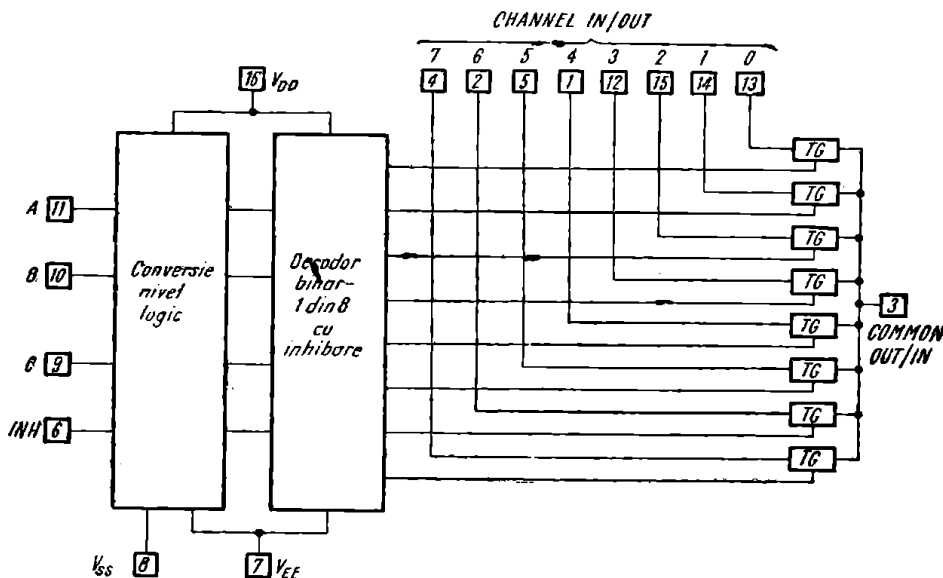 CHANNEL IN/OUT
7 6 5 4 3 2 1 0
4 2 5 1 12 15 14 13
16 VDD
TG
TG
TG
TG
TG
TG
TG
TG
A 11
B 10
C 9
INH 6
Conversie
nivel
logic
Decodor
binar-
1 din 8
cu
inhibare
3
COMMON
OUT/IN
VSS 8
7 VEE